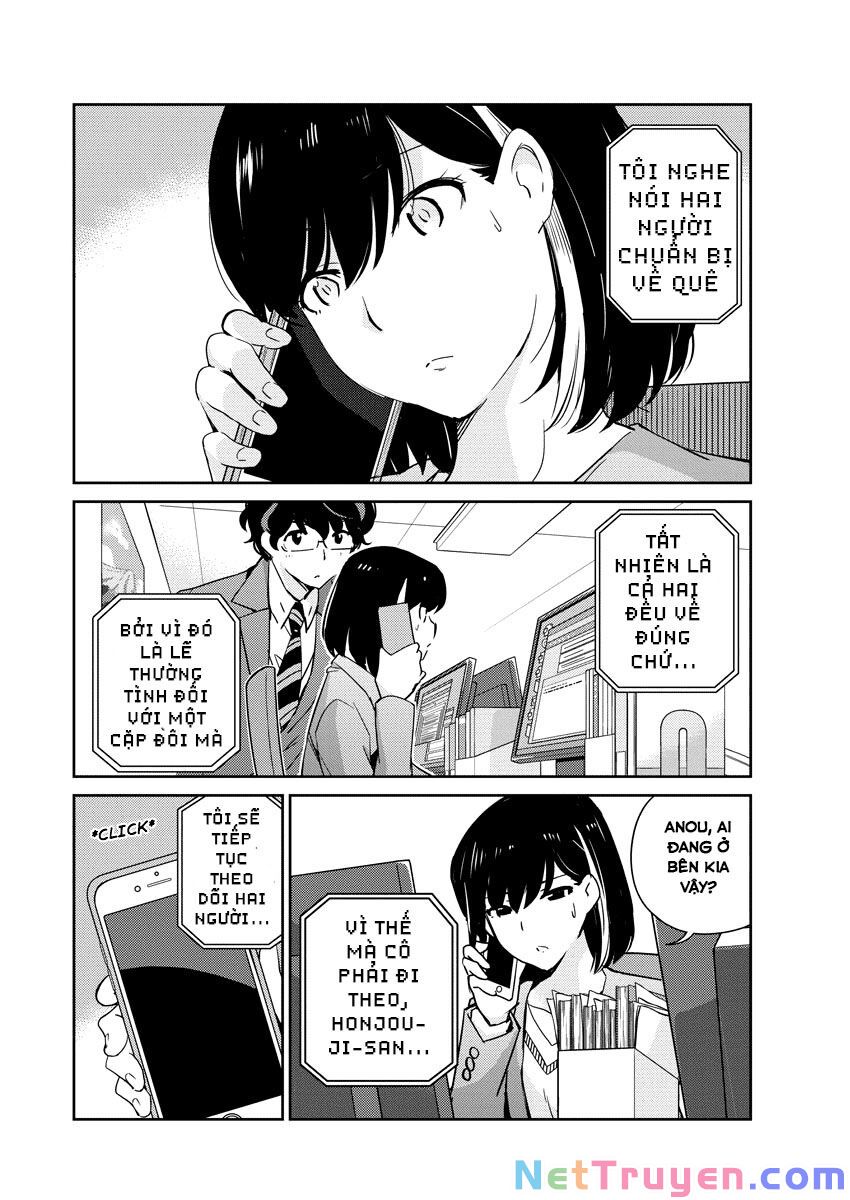 TÔI NGHE
NÓI HAI
NGƯỜI
CHUẨN BỊ
VỀ QUÊ
TẤT
NHIÊN LÀ
CẢ HAI
ĐỀU VỀ
ĐÚNG
CHỨ...
BỞI VÌ ĐÓ
LÀ LẼ
THƯỜNG
TÌNH ĐỐI
VỚI MỘT
CẶP ĐÔI MÀ
ANOU, AI
ĐANG Ở
BÊN KIA
VẬY?
VÌ THẾ
MÀ CÔ
PHẢI ĐI
THEO,
HONJOU-
JI-SAN...
TÔI SẼ
TIẾP
TỤC
THEO
DÕI HAI
NGƯỜI...
*CLICK*
NetTruyen.com